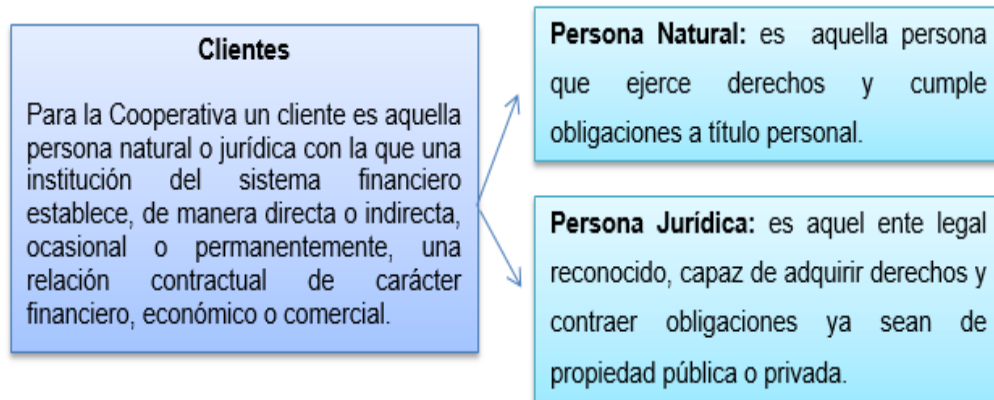 Clientes
Para la Cooperativa un cliente es aquella
persona natural o jurídica con la que una
institución del sistema financiero
establece, de manera directa o indirecta,
ocasional o permanentemente, una
relación contractual de carácter
financiero, económico o comercial.
Persona Natural: es aquella persona
que ejerce derechos y cumple
obligaciones a título personal.
Persona Jurídica: es aquel ente legal
reconocido, capaz de adquirir derechos y
contraer obligaciones ya sean de
propiedad pública o privada.